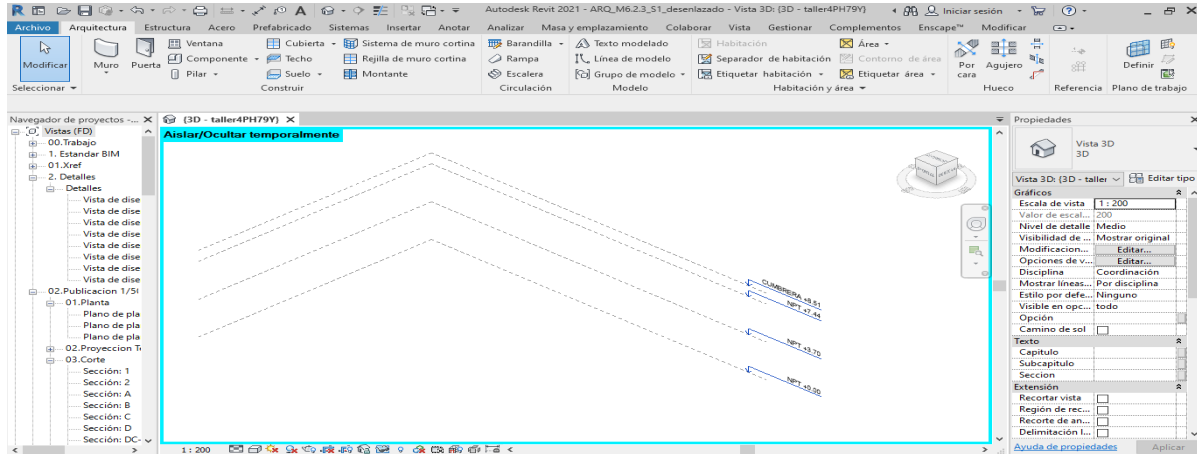 Autodesk Revit 2021 - ARQ_M6.2.3_S1_desenlazado - Vista 3D: {3D - taller4PH79Y}
Iniciar sesión
Archivo Arquitectura Estructura Acero Prefabricado Sistemas Insertar Anotar Analizar Masa y emplazamiento Colaborar Vista Gestionar Complementos Enscape™ Modificar
Modificar
Muro
Puerta
Ventana
Componente
Pilar
Cubierta
Techo
Suelo
Sistema de muro cortina
Rejilla de muro cortina
Montante
Barandilla
Rampa
Escalera
Texto modelado
Línea de modelo
Grupo de modelo
Habitación
Separador de habitación
Etiquetar habitación
Área
Contorno de área
Etiquetar área
Por cara
Agujero
Definir
Seleccionar
Construir
Circulación
Modelo
Habitación y área
Hueco
Referencia
Plano de trabajo
Navegador de proyectos -...
Vistas (FD)
00.Trabajo
1. Estandar BIM
01.Xref
2. Detalles
Detalles
Vista de dise
Vista de dise
Vista de dise
Vista de dise
Vista de dise
Vista de dise
Vista de dise
Vista de dise
02.Publicacion 1/5
01.Planta
Plano de pla
Plano de pla
Plano de pla
02.Proyeccion T
03.Corte
Sección: 1
Sección: 2
Sección: A
Sección: B
Sección: C
Sección: D
Sección: DC-
{3D - taller4PH79Y}
Aislar/Ocultar temporalmente
CUMBRERA +8.51
NPT +7.44
NPT +3.70
NPT +0.00
1 : 200
Propiedades
Vista 3D
3D
Vista 3D: {3D - taller
Editar tipo
Gráficos
Escala de vista 1 : 200
Valor de escal... 200
Nivel de detalle Medio
Visibilidad de ... Mostrar original
Modificacion... Editar...
Opciones de v... Editar...
Disciplina Coordinación
Mostrar líneas... Por disciplina
Estilo por defe... Ninguno
Visible en opc... todo
Opción
Camino de sol
Texto
Capitulo
Subcapitulo
Seccion
Extensión
Recortar vista
Región de rec...
Recorte de an...
Delimitación l...
Ayuda de propiedades
Aplicar